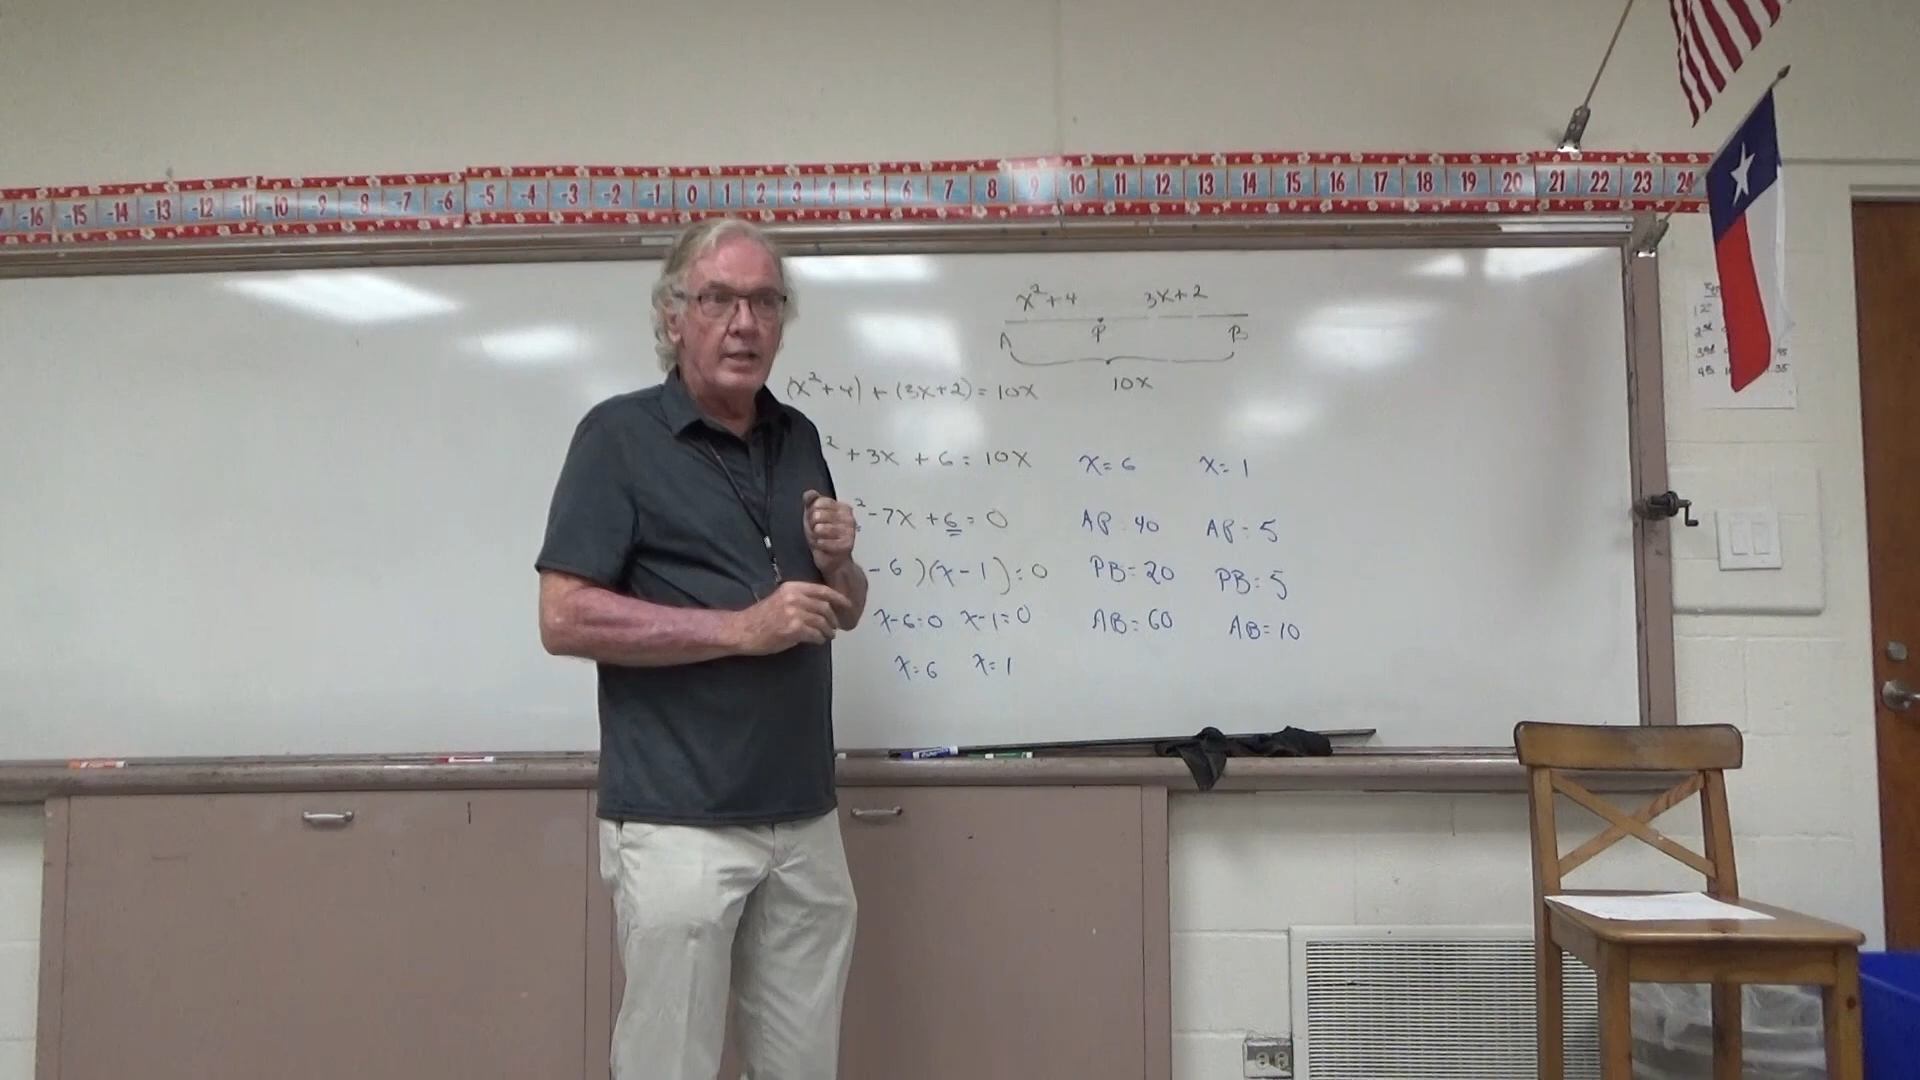 -16 -15 -14 -13 -12 -11 -10 -9 8 -7 -6 -5 -4 -3 -2 -1 0 1 2 3 4 5 6 7 8 9 10 11 12 13 14 15 16 17 18 19 20 21 22 23 24
x²+4 3x+2
A P B
10x
(x²+4)+(3x+2)=10x
² +3x +6=10x
x=6 x=1
²-7x+6=0
AP=40 AP=5
-6)(x-1)=0
PB=20 PB=5
x-6=0 x-1=0
AB=60 AB=10
x=6 x=1